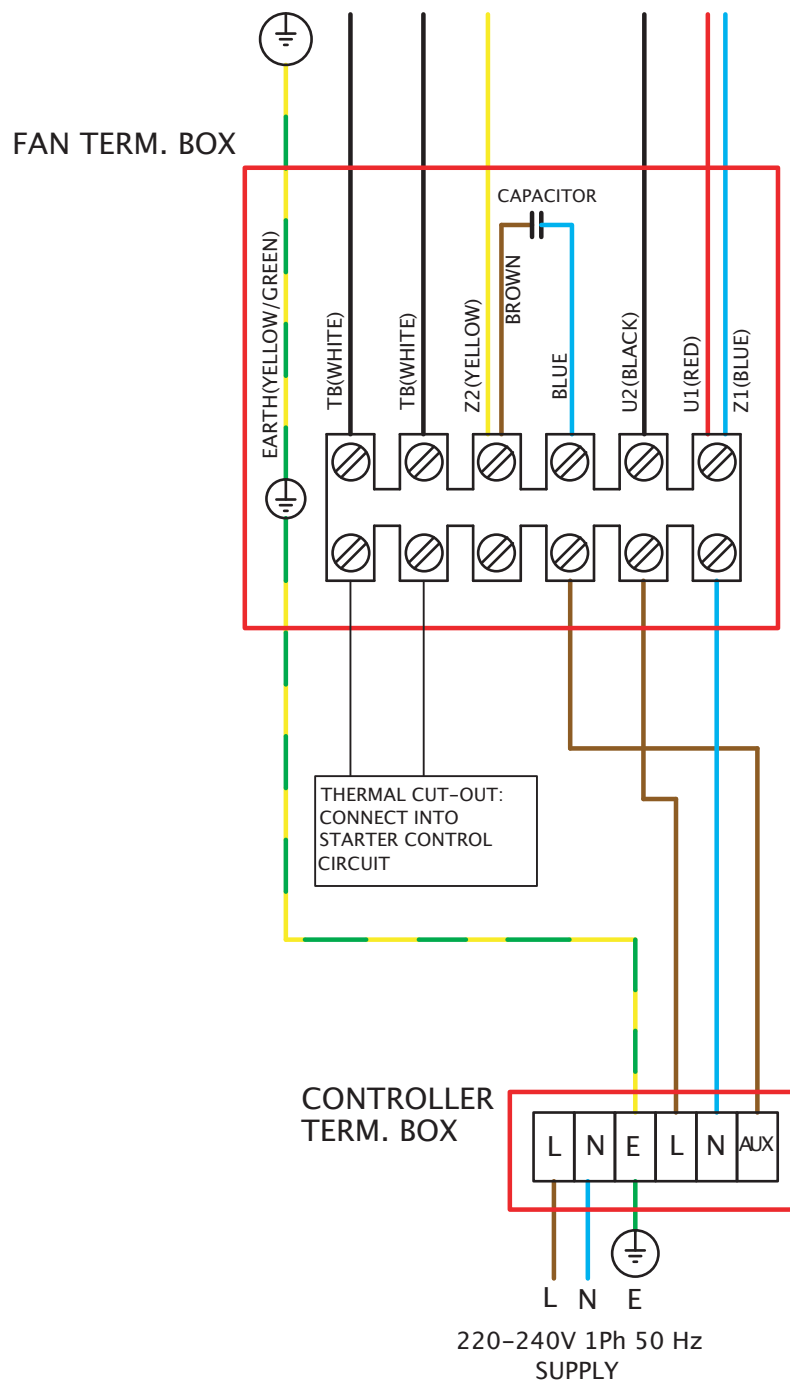 FAN TERM. BOX
CAPACITOR
EARTH(YELLOW/GREEN)
TB(WHITE)
TB(WHITE)
Z2(YELLOW)
BROWN
BLUE
U2(BLACK)
U1(RED)
Z1(BLUE)
THERMAL CUT-OUT:
CONNECT INTO
STARTER CONTROL
CIRCUIT
CONTROLLER
TERM. BOX
L N E L N AUX
L N E
220-240V 1Ph 50 Hz
SUPPLY